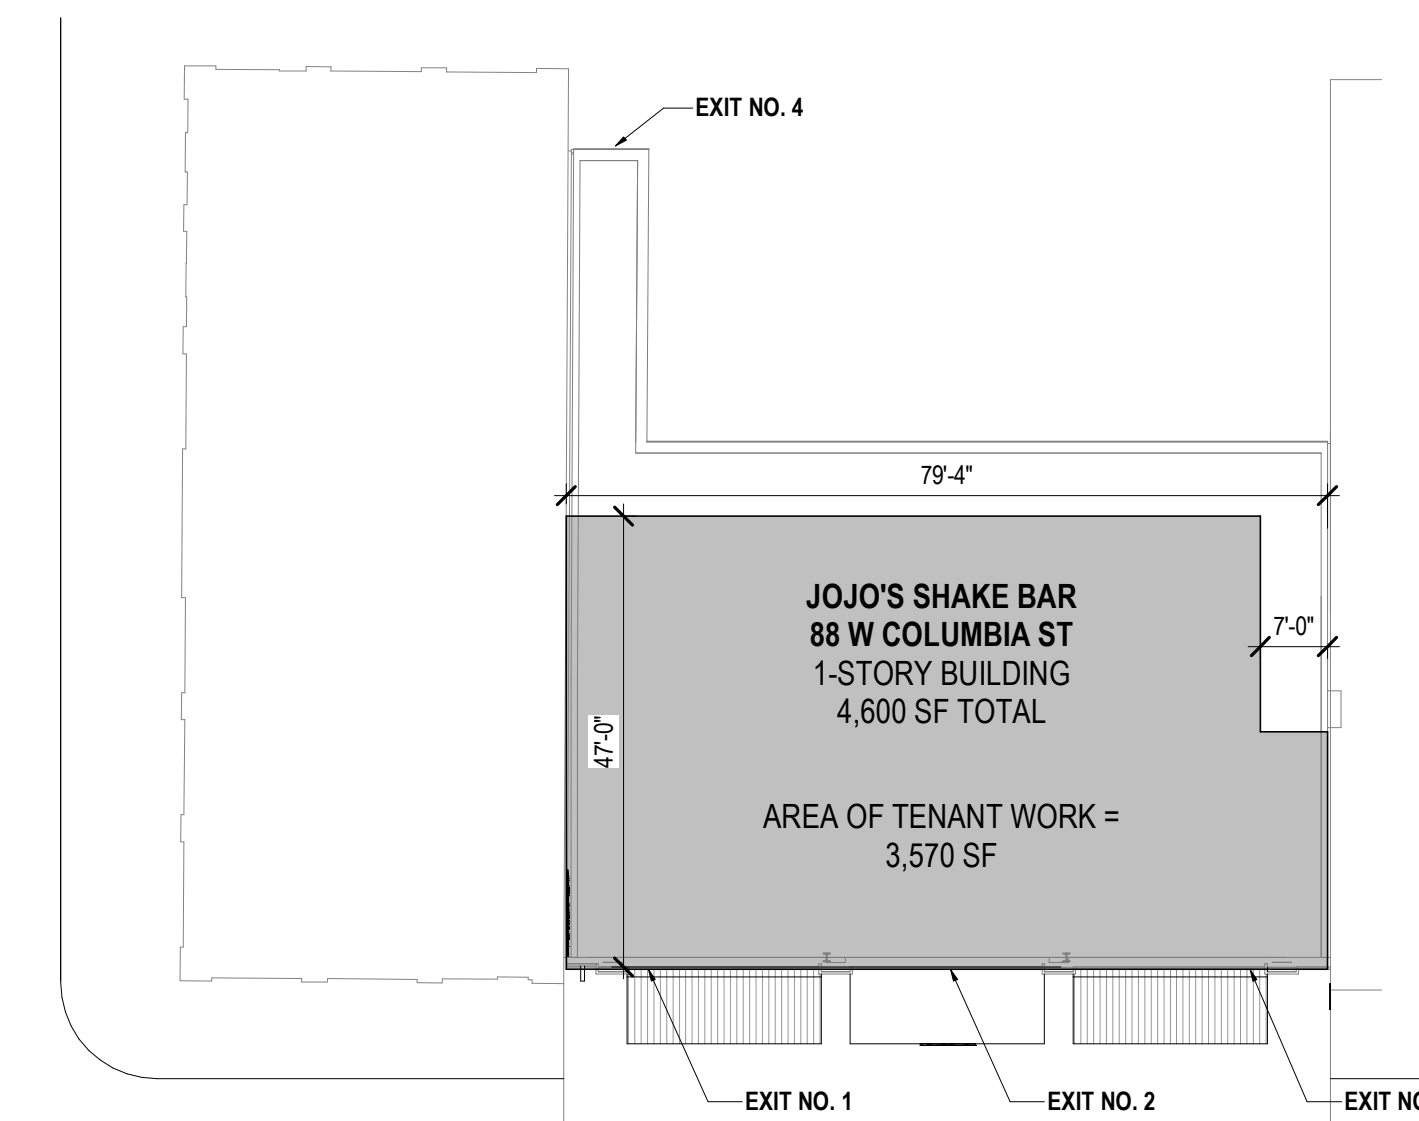 EXIT NO. 4
79'-4"
JOJO'S SHAKE BAR
88 W COLUMBIA ST
1-STORY BUILDING
4,600 SF TOTAL
7'-0"
47'-0"
AREA OF TENANT WORK =
3,570 SF
EXIT NO. 1
EXIT NO. 2
EXIT